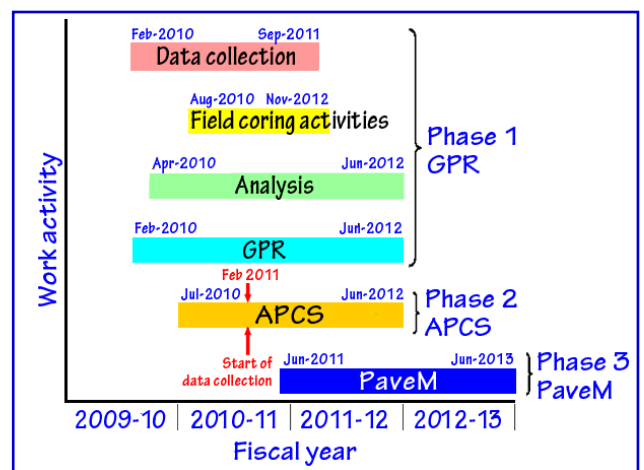 Feb-2010 Sep-2011
Data collection
Aug-2010 Nov-2012
Field coring activities
Phase 1
GPR
Apr-2010 Jun-2012
Analysis
Feb-2010 Jun-2012
GPR
Feb 2011
Jul-2010 Jun-2012
APCS
Phase 2
APCS
Start of
data collection
Jun-2011 Jun-2013
PaveM
Phase 3
PaveM
Work activity
2009-10 2010-11 2011-12 2012-13
Fiscal year